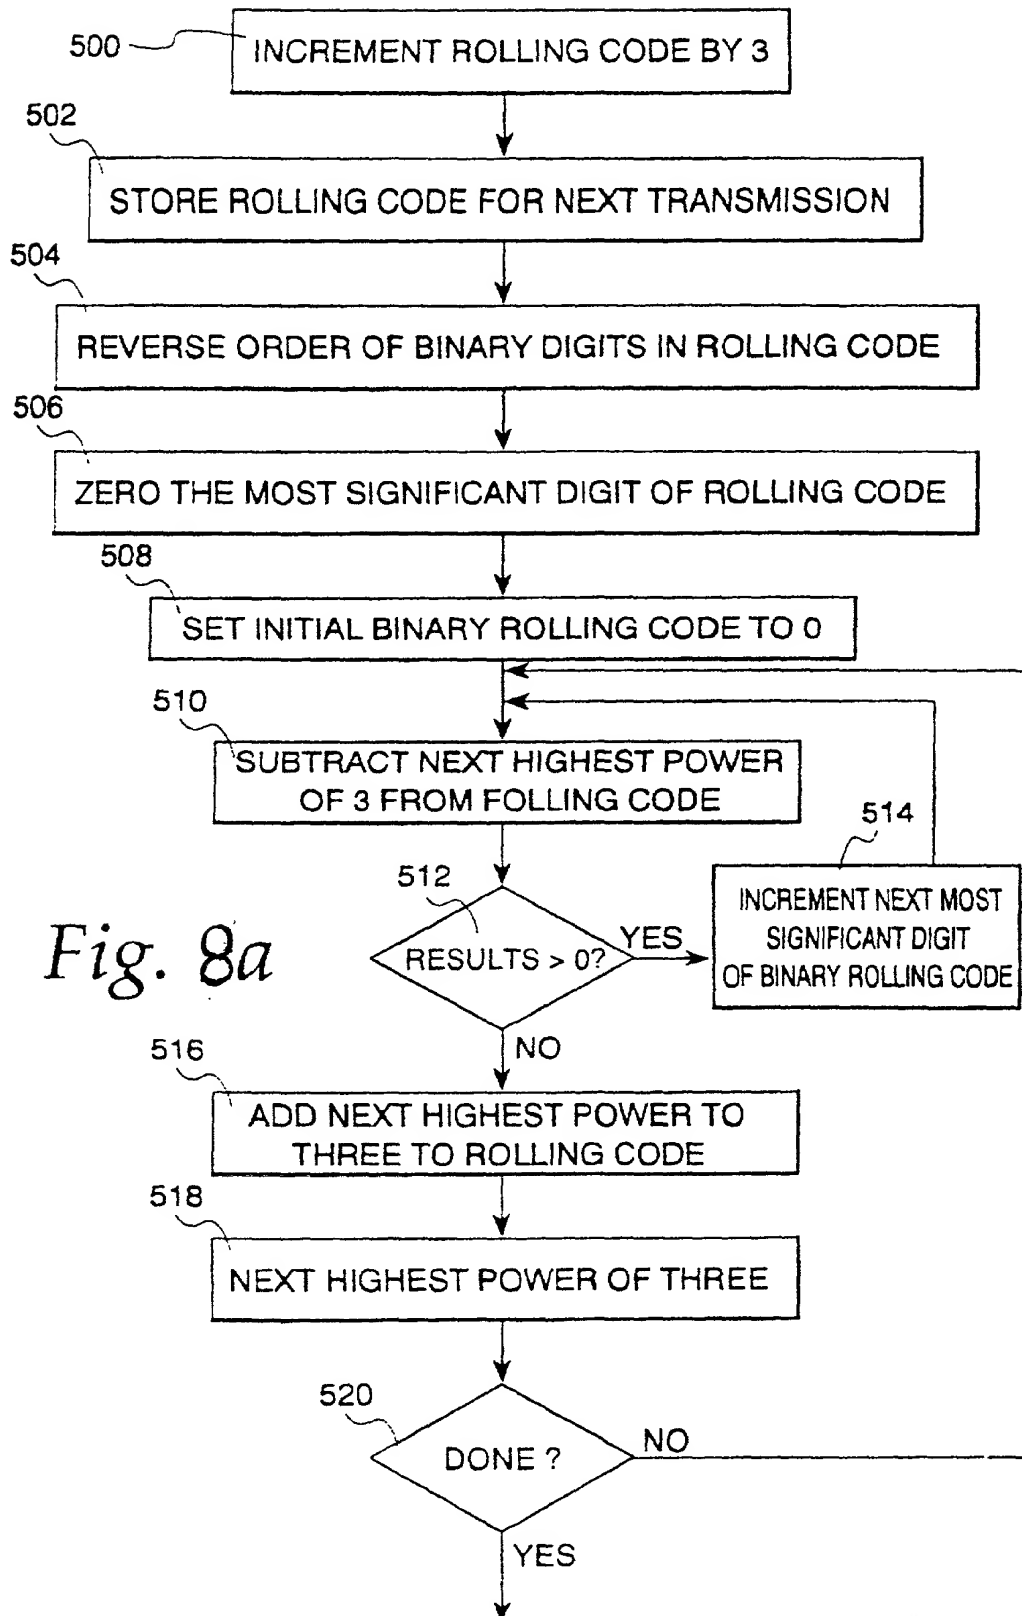 500
INCREMENT ROLLING CODE BY 3
502
STORE ROLLING CODE FOR NEXT TRANSMISSION
504
REVERSE ORDER OF BINARY DIGITS IN ROLLING CODE
506
ZERO THE MOST SIGNIFICANT DIGIT OF ROLLING CODE
508
SET INITIAL BINARY ROLLING CODE TO 0
510
SUBTRACT NEXT HIGHEST POWER
OF 3 FROM FOLLING CODE
514
INCREMENT NEXT MOST
SIGNIFICANT DIGIT
OF BINARY ROLLING CODE
512
RESULTS > 0?
YES
Fig. 8a
NO
516
ADD NEXT HIGHEST POWER TO
THREE TO ROLLING CODE
518
NEXT HIGHEST POWER OF THREE
520
DONE ?
NO
YES